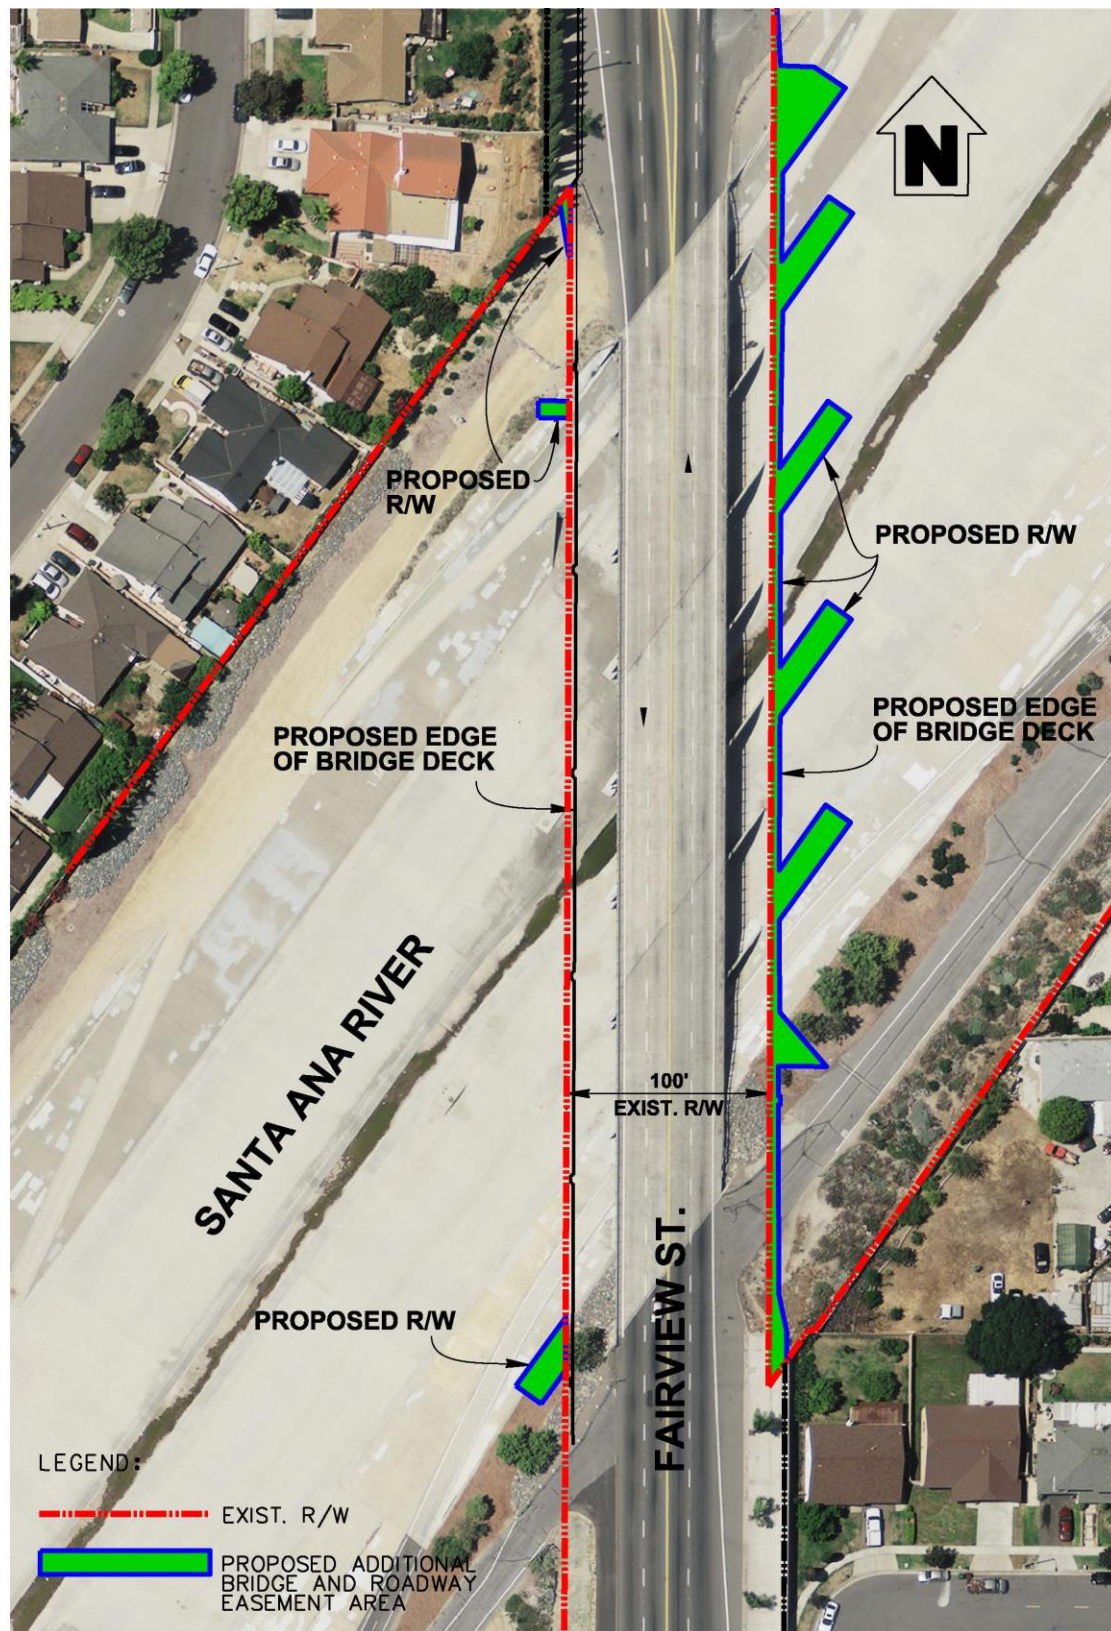 N
PROPOSED
R/W
PROPOSED R/W
PROPOSED EDGE
OF BRIDGE DECK
PROPOSED EDGE
OF BRIDGE DECK
SANTA ANA RIVER
100'
EXIST. R/W
FAIRVIEW ST.
PROPOSED R/W
LEGEND:
EXIST. R/W
PROPOSED ADDITIONAL
BRIDGE AND ROADWAY
EASEMENT AREA